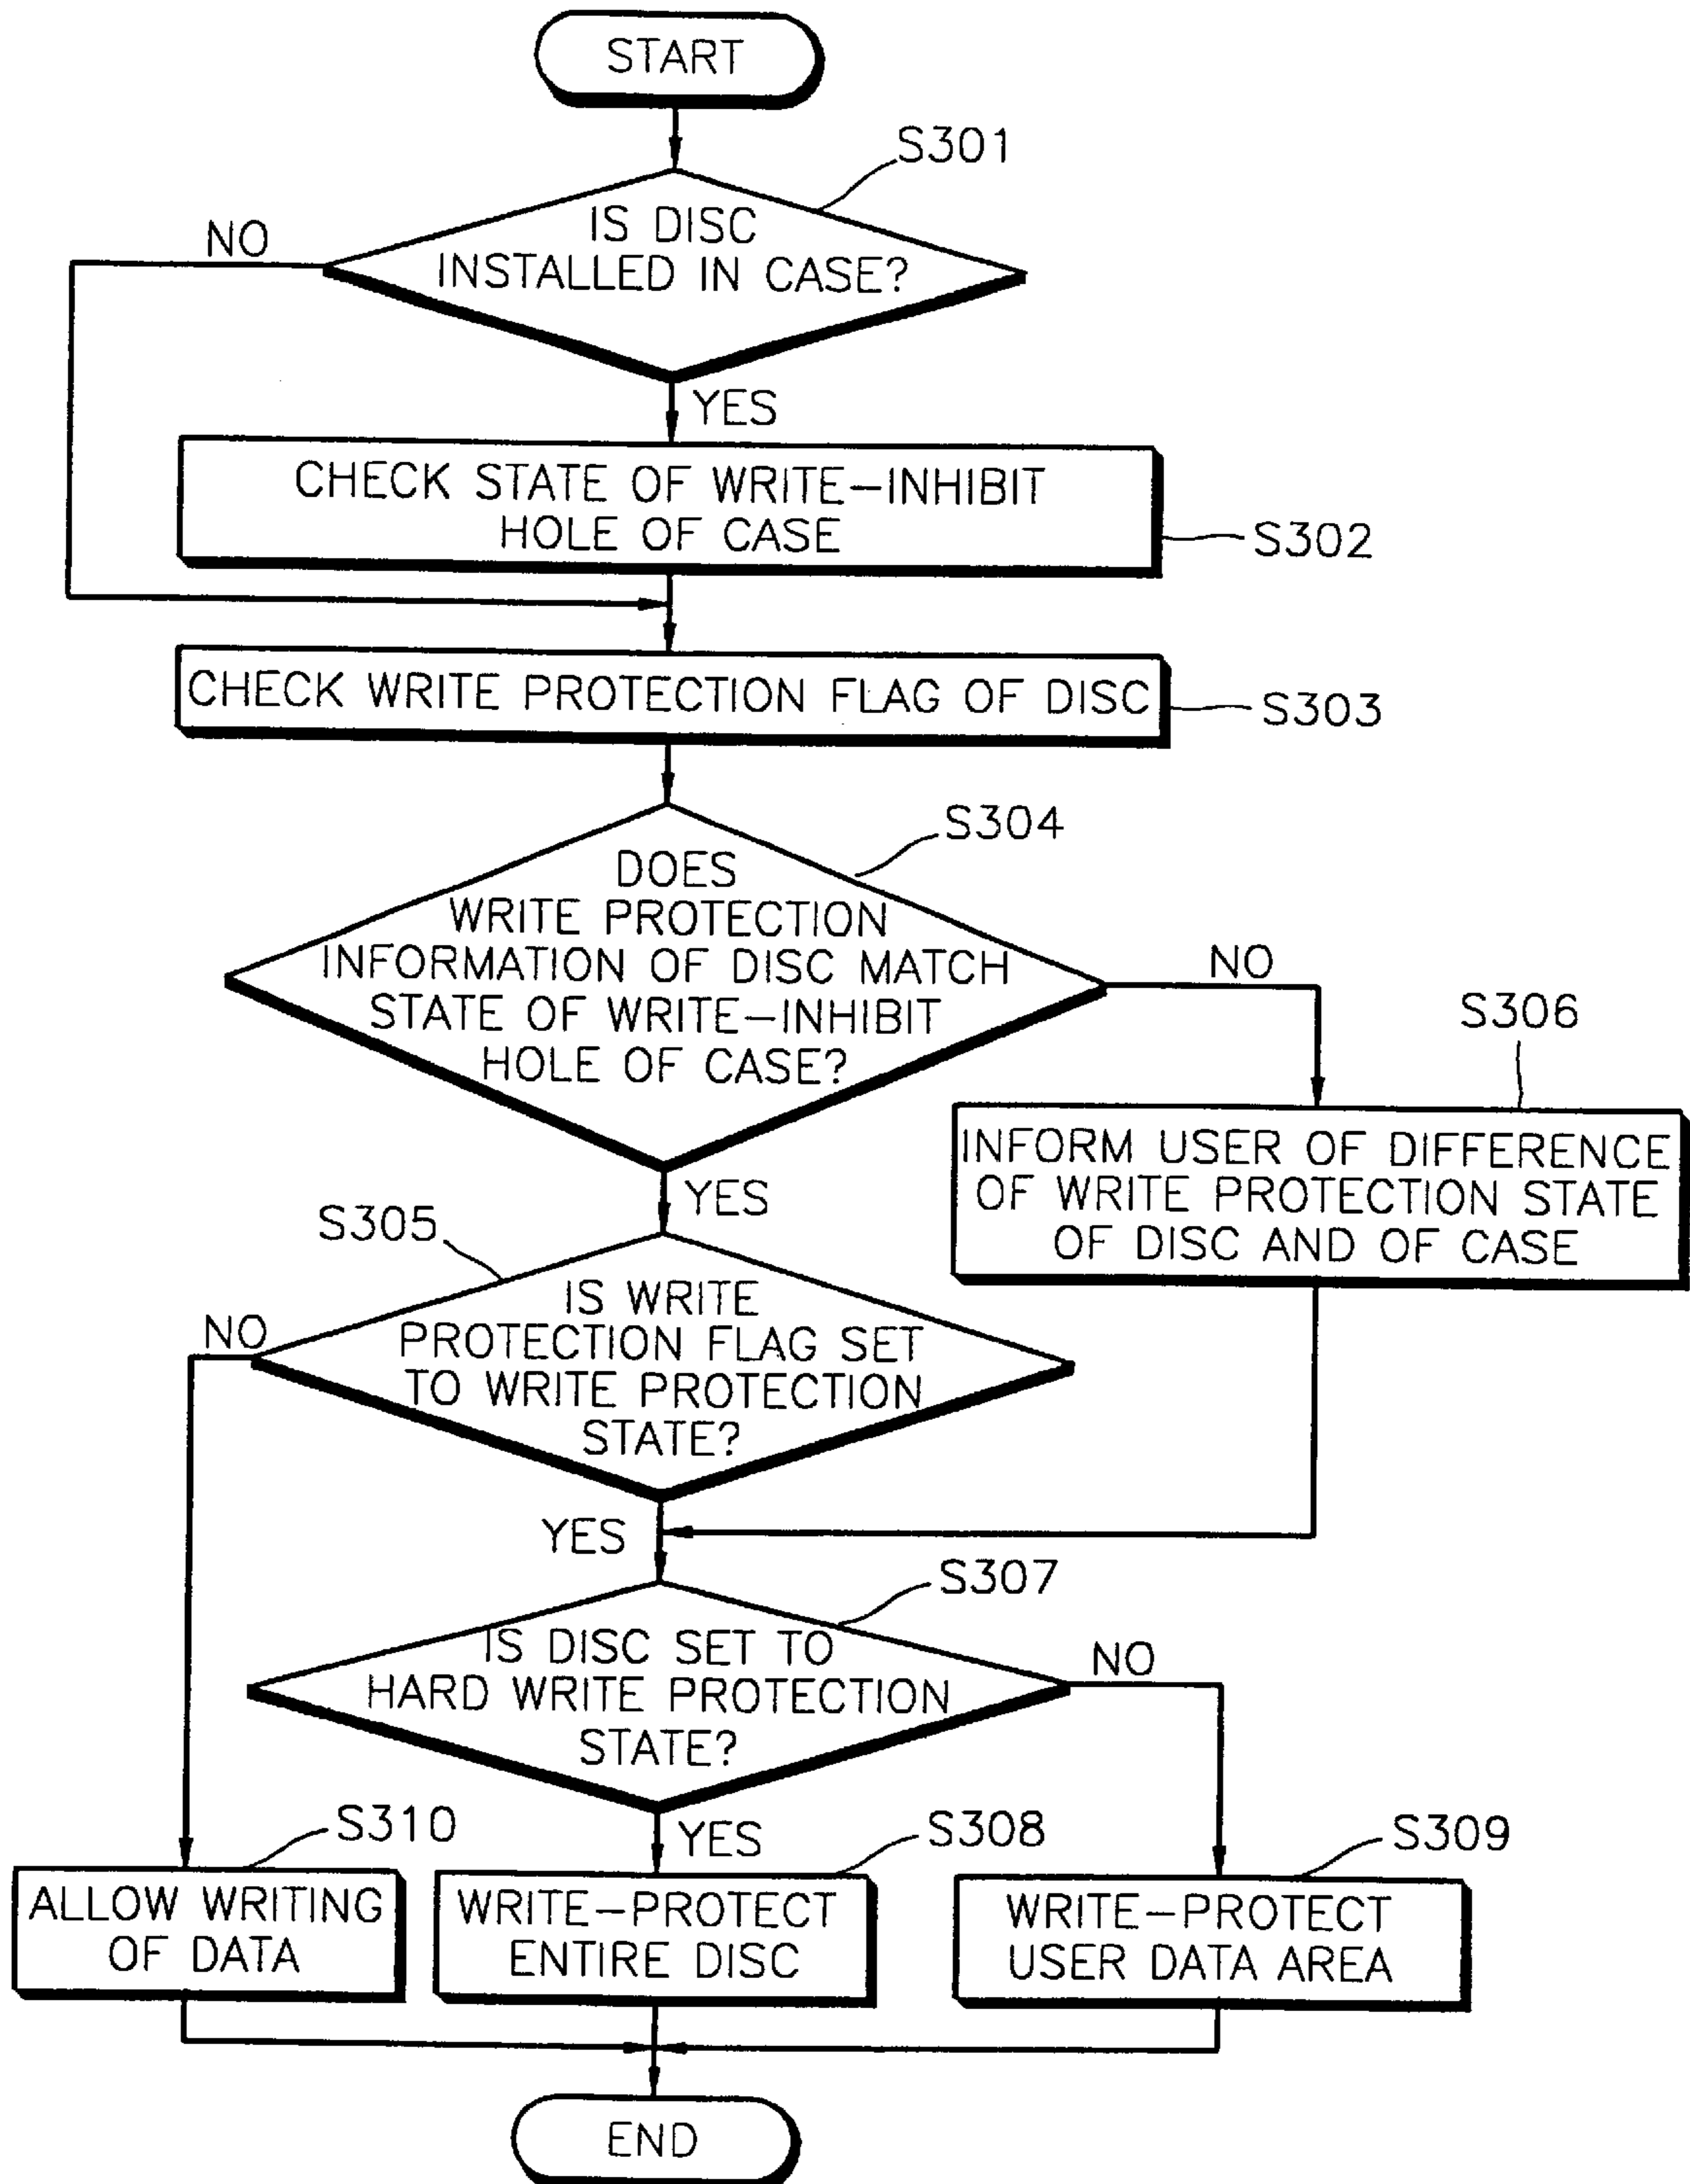 START
S301
IS DISC
INSTALLED IN CASE?
NO
YES
CHECK STATE OF WRITE-INHIBIT
HOLE OF CASE
S302
CHECK WRITE PROTECTION FLAG OF DISC
S303
S304
DOES
WRITE PROTECTION
INFORMATION OF DISC MATCH
STATE OF WRITE-INHIBIT
HOLE OF CASE?
NO
YES
S306
INFORM USER OF DIFFERENCE
OF WRITE PROTECTION STATE
OF DISC AND OF CASE
S305
IS WRITE
PROTECTION FLAG SET
TO WRITE PROTECTION
STATE?
NO
YES
S307
IS DISC SET TO
HARD WRITE PROTECTION
STATE?
NO
YES
S310
ALLOW WRITING
OF DATA
S308
WRITE-PROTECT
ENTIRE DISC
S309
WRITE-PROTECT
USER DATA AREA
END